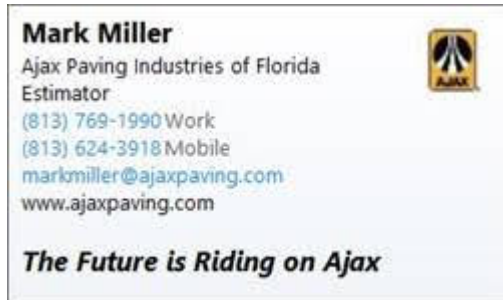 Mark Miller
AJAX
Ajax Paving Industries of Florida
Estimator
(813) 769-1990 Work
(813) 624-3918 Mobile
markmiller@ajaxpaving.com
www.ajaxpaving.com
The Future is Riding on Ajax